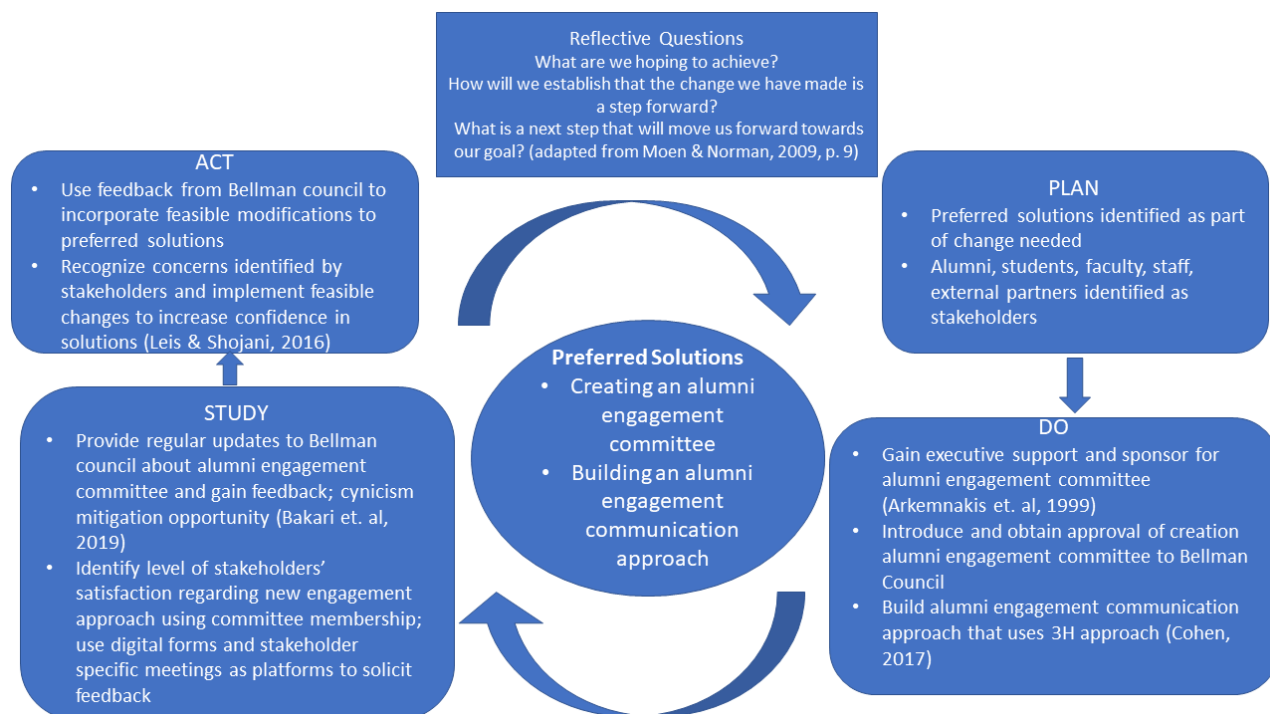 Reflective Questions
What are we hoping to achieve?
How will we establish that the change we have made is
a step forward?
What is a next step that will move us forward towards
our goal? (adapted from Moen & Norman, 2009, p. 9)
ACT
• Use feedback from Bellman council to
incorporate feasible modifications to
preferred solutions
• Recognize concerns identified by
stakeholders and implement feasible
changes to increase confidence in
solutions (Leis & Shojani, 2016)
PLAN
• Preferred solutions identified as part
of change needed
• Alumni, students, faculty, staff,
external partners identified as
stakeholders
Preferred Solutions
• Creating an alumni
engagement
committee
• Building an alumni
engagement
communication
approach
STUDY
• Provide regular updates to Bellman
council about alumni engagement
committee and gain feedback; cynicism
mitigation opportunity (Bakari et. al,
2019)
• Identify level of stakeholders’
satisfaction regarding new engagement
approach using committee membership;
use digital forms and stakeholder
specific meetings as platforms to solicit
feedback
DO
• Gain executive support and sponsor for
alumni engagement committee
(Arkemnakis et. al, 1999)
• Introduce and obtain approval of creation
alumni engagement committee to Bellman
Council
• Build alumni engagement communication
approach that uses 3H approach (Cohen,
2017)